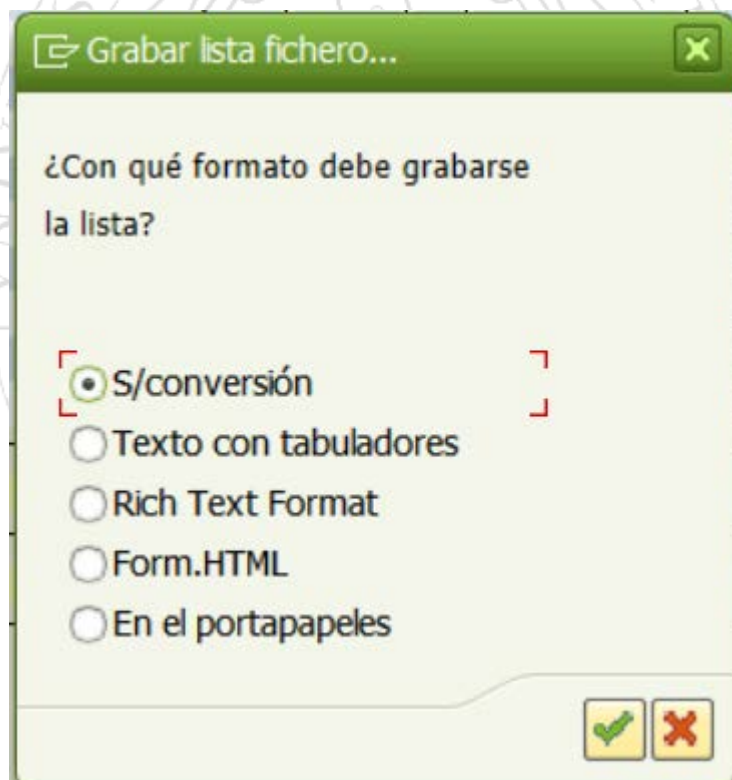 Grabar lista fichero...
¿Con qué formato debe grabarse
la lista?
S/conversión
Texto con tabuladores
Rich Text Format
Form.HTML
En el portapapeles